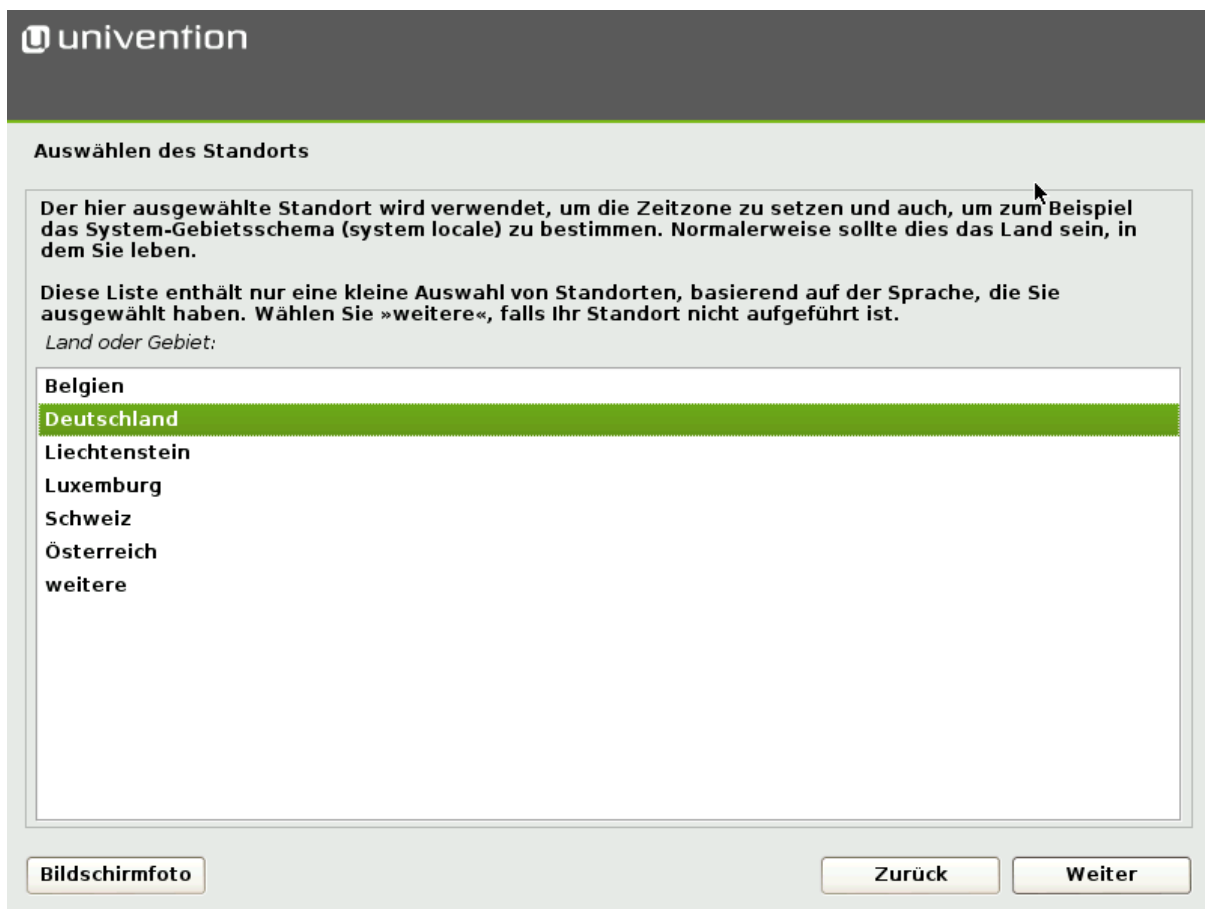 univention
Auswählen des Standorts
Der hier ausgewählte Standort wird verwendet, um die Zeitzone zu setzen und auch, um zum Beispiel
das System-Gebietsschema (system locale) zu bestimmen. Normalerweise sollte dies das Land sein, in
dem Sie leben.
Diese Liste enthält nur eine kleine Auswahl von Standorten, basierend auf der Sprache, die Sie
ausgewählt haben. Wählen Sie »weitere«, falls Ihr Standort nicht aufgeführt ist.
Land oder Gebiet:
Belgien
Deutschland
Liechtenstein
Luxemburg
Schweiz
Österreich
weitere
Bildschirmfoto Zurück Weiter